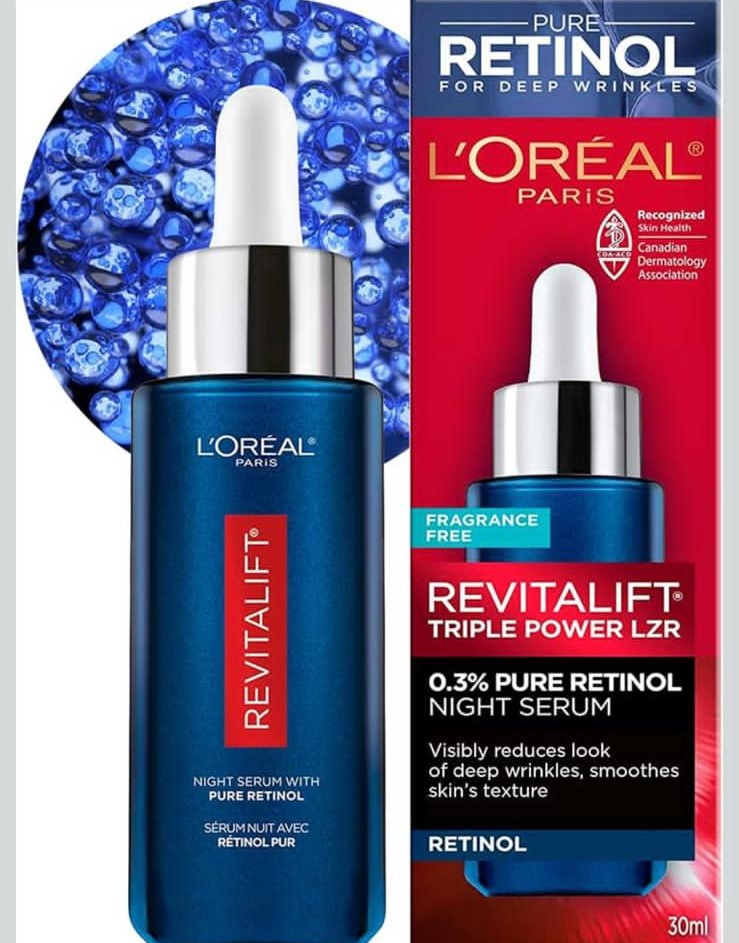 L'ORÉAL®
PARIS
REVITALIFT®
NIGHT SERUM WITH
PURE RETINOL
SÉRUM NUIT AVEC
RÉTINOL PUR
PURE
RETINOL
FOR DEEP WRINKLES
L'ORÉAL®
PARIS
Recognized
Skin Health
Canadian
Dermatology
Association
CDA-ACD
FRAGRANCE
FREE
REVITALIFT®
TRIPLE POWER LZR
0.3% PURE RETINOL
NIGHT SERUM
Visibly reduces look
of deep wrinkles, smoothes
skin's texture
RETINOL
30ml